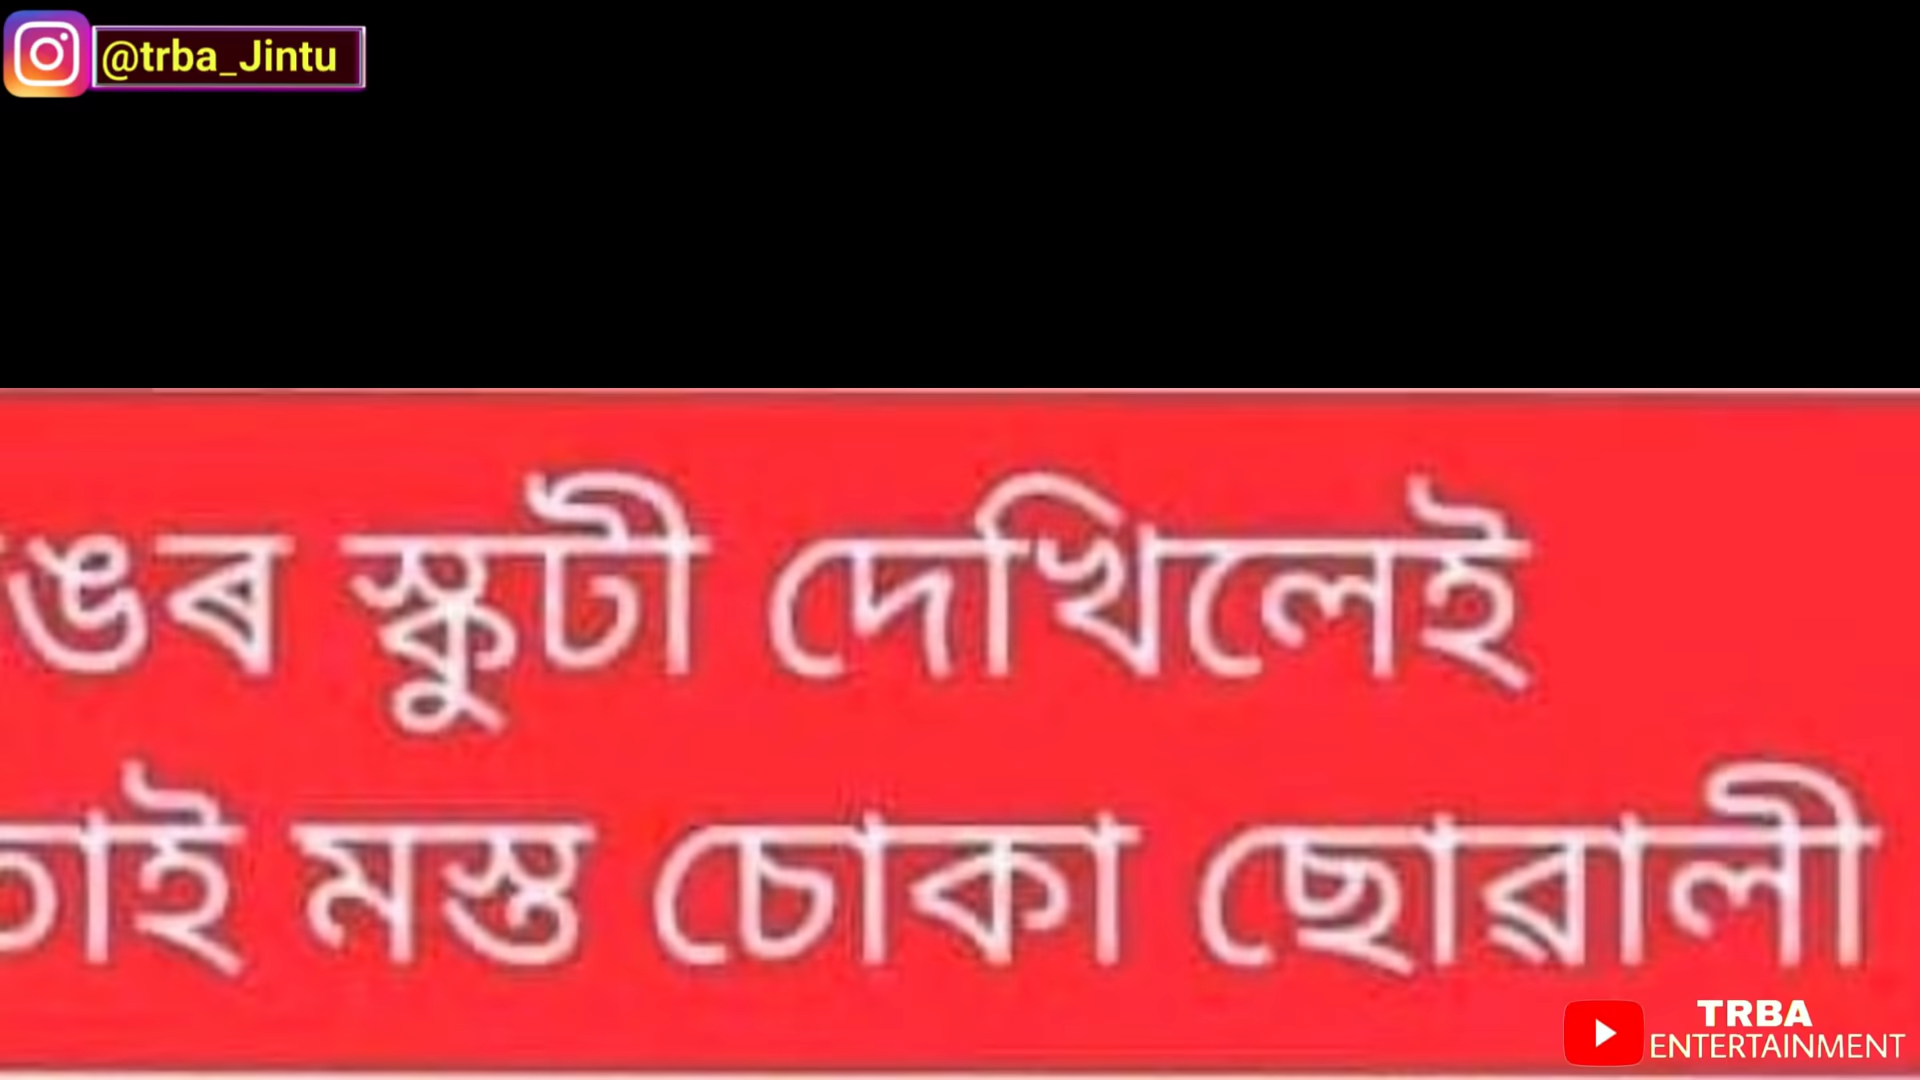 @trba_Jintu
ঙৰ স্কুটী দেখিলেই
তাই মস্ত চোকা ছোৱালী
TRBA
ENTERTAINMENT